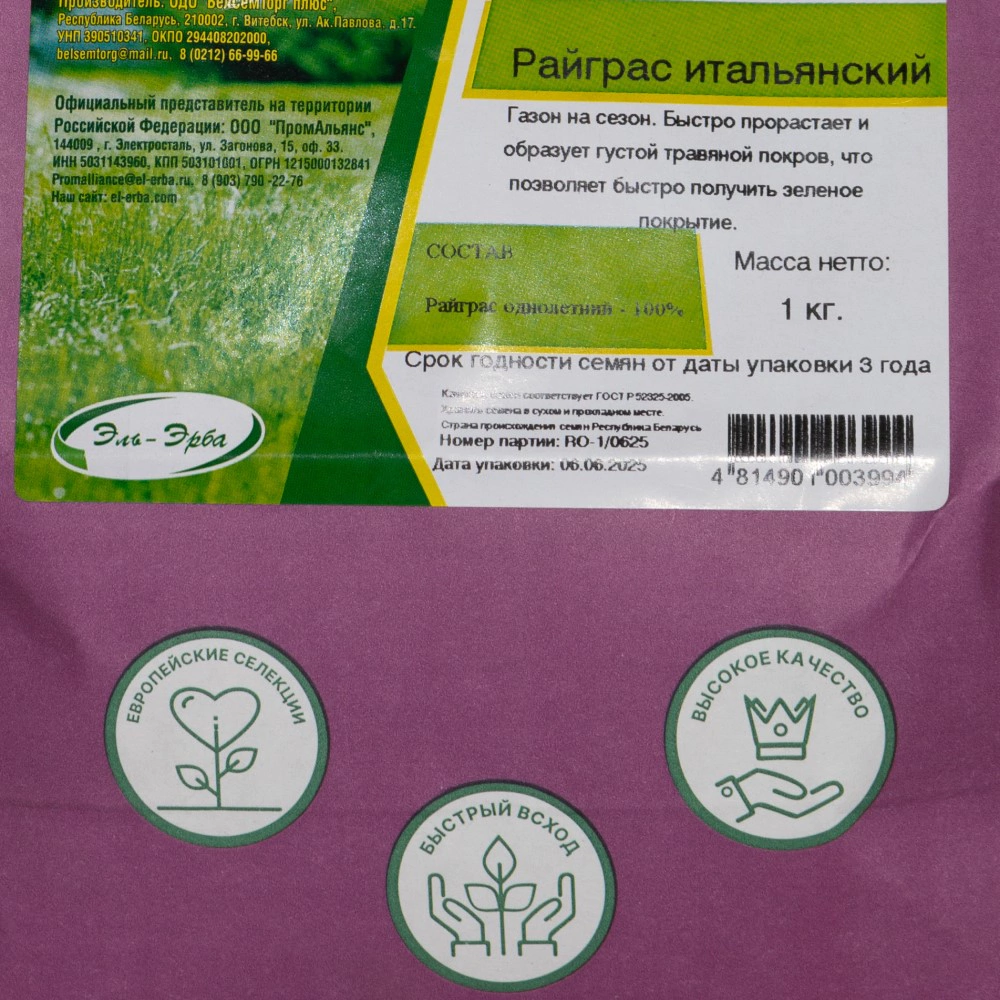 Производитель: ОДО "Белсемторг плюс",
Республика Беларусь, 210002, г. Витебск, ул. Ак.Павлова, д.17.
УНП 390510341, ОКПО 294408202000,
belsemtorg@mail.ru, 8 (0212) 66-99-66
Официальный представитель на территории
Российской Федерации: ООО "ПромАльянс",
144009 , г. Электросталь, ул. Загонова, 15, оф. 33.
ИНН 5031143960, КПП 503101001, ОГРН 1215000132841
Promalliance@el-erba.ru, 8 (903) 790 -22-76
Наш сайт: el-erba.com
Эль-Эрба
Райграс итальянский
Газон на сезон. Быстро прорастает и
образует густой травяной покров, что
позволяет быстро получить зеленое
покрытие.
СОСТАВ
Райграс однолетний - 100%
Масса нетто:
1 кг.
Срок годности семян от даты упаковки 3 года
соответствует ГОСТ Р 52325-2005.
Хранить семена в сухом и прохладном месте.
Страна происхождения семян Республика Беларусь
Номер партии: RO-1/0625
Дата упаковки: 06.06.2025
4 81490 003994
ЕВРОПЕЙСКИЕ СЕЛЕКЦИИ
ВЫСОКОЕ КАЧЕСТВО
БЫСТРЫЙ ВСХОД